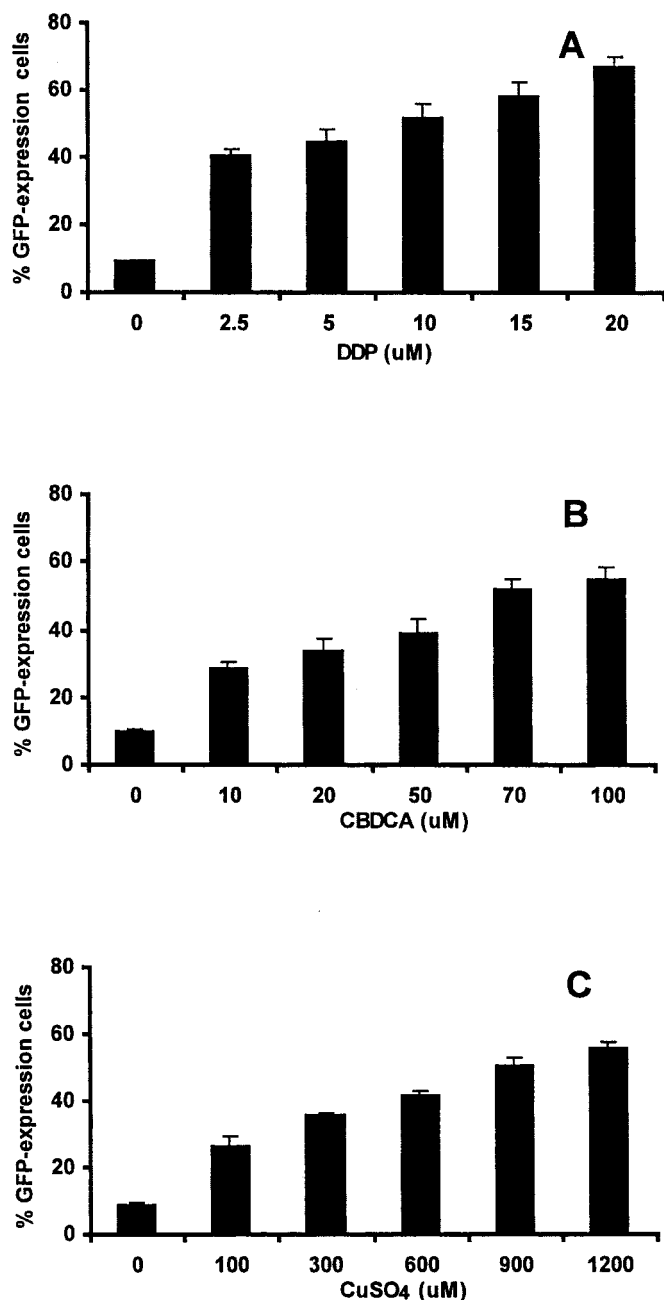 A
% GFP-expression cells
80
60
40
20
0
0 2.5 5 10 15 20
DDP (uM)
B
% GFP-expression cells
80
60
40
20
0
0 10 20 50 70 100
CBDCA (uM)
C
% GFP-expression cells
80
60
40
20
0
0 100 300 600 900 1200
CuSO4 (uM)